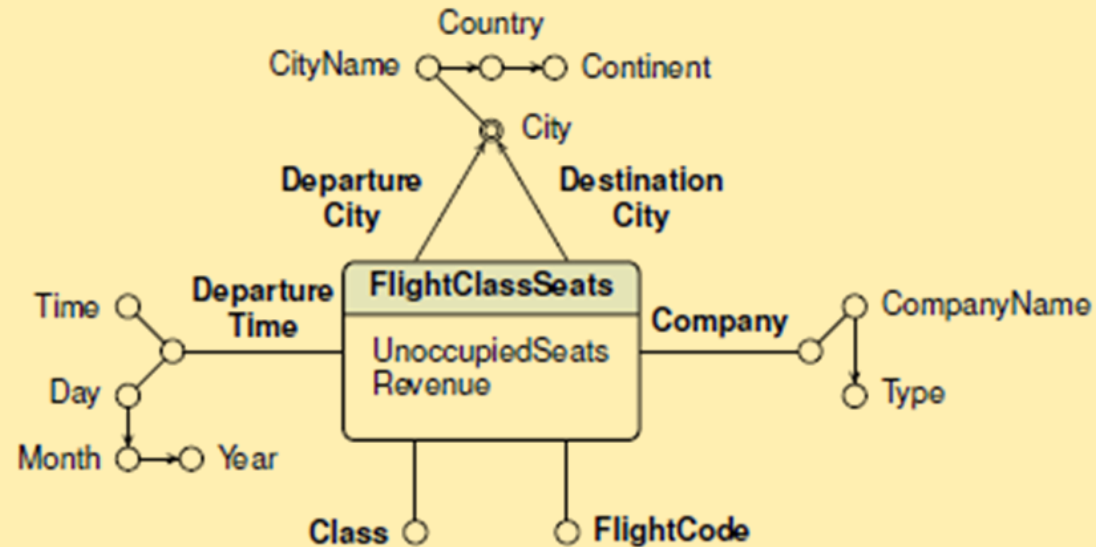 Country
CityName
Continent
City
Departure
City
Destination
City
FlightClassSeats
Departure
Time
Time
UnoccupiedSeats
Revenue
Company
CompanyName
Day
Type
Month
Year
Class
FlightCode